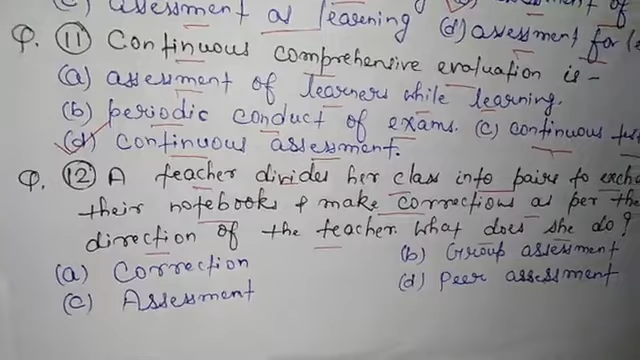 (c) assessment as learning (d) assessment for
Q. (11) Continuous comprehensive evaluation is -
(a) assessment of learners while learning.
(b) periodic conduct of exams. (c) continuous
(d) continuous assessment.
Q. (12) A teacher divides her class into pairs to
their notebooks & make corrections as per the
direction of the teacher. what does she do?
(a) Correction (b) Group assessment
(c) Assessment (d) Peer assessment